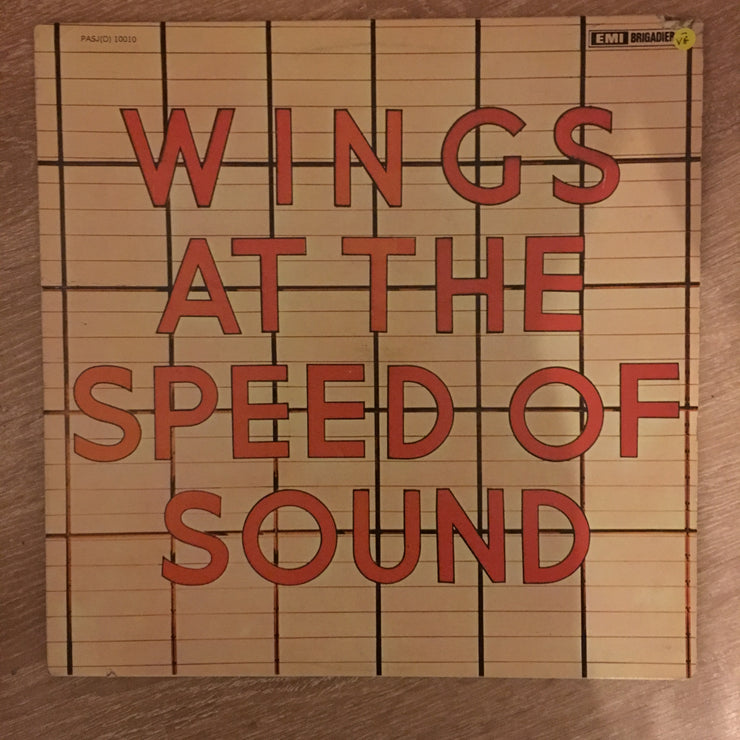 PASJ(D) 10010
EMI BRIGADIER
WINGS
AT THE
SPEED OF
SOUND